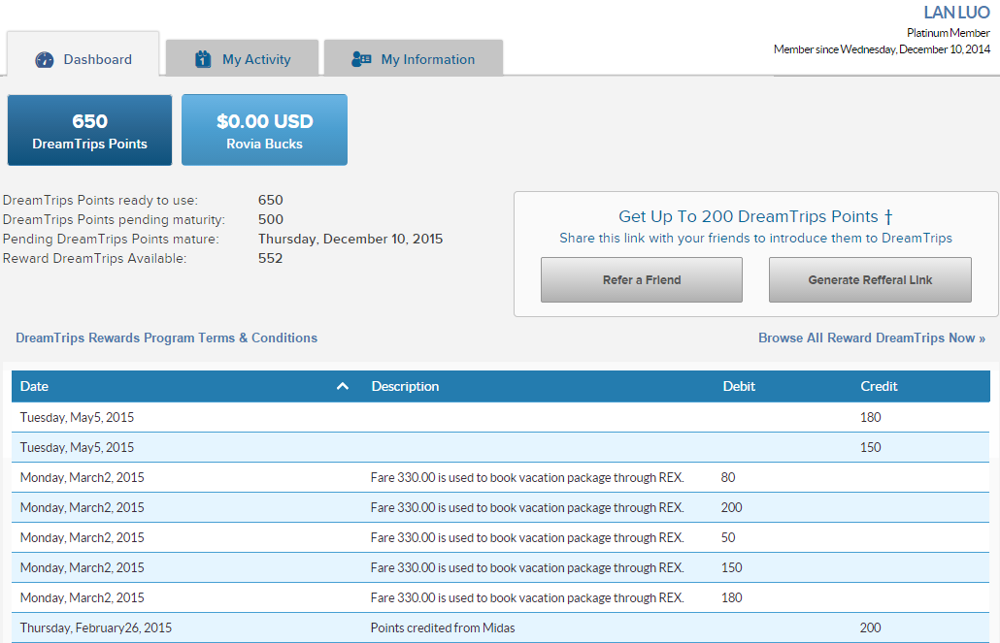 LAN LUO
Platinum Member
Member since Wednesday, December 10, 2014
Dashboard
1
My Activity
My Information
650
DreamTrips Points
$0.00 USD
Rovia Bucks
DreamTrips Points ready to use: 650
DreamTrips Points pending maturity: 500
Pending DreamTrips Points mature: Thursday, December 10, 2015
Reward DreamTrips Available: 552
Get Up To 200 DreamTrips Points †
Share this link with your friends to introduce them to DreamTrips
Refer a Friend
Generate Refferal Link
DreamTrips Rewards Program Terms & Conditions
Browse All Reward DreamTrips Now »
Date Description Debit Credit
Tuesday, May5, 2015 180
Tuesday, May5, 2015 150
Monday, March2, 2015 Fare 330.00 is used to book vacation package through REX. 80
Monday, March2, 2015 Fare 330.00 is used to book vacation package through REX. 200
Monday, March2, 2015 Fare 330.00 is used to book vacation package through REX. 50
Monday, March2, 2015 Fare 330.00 is used to book vacation package through REX. 150
Monday, March2, 2015 Fare 330.00 is used to book vacation package through REX. 180
Thursday, February26, 2015 Points credited from Midas 200